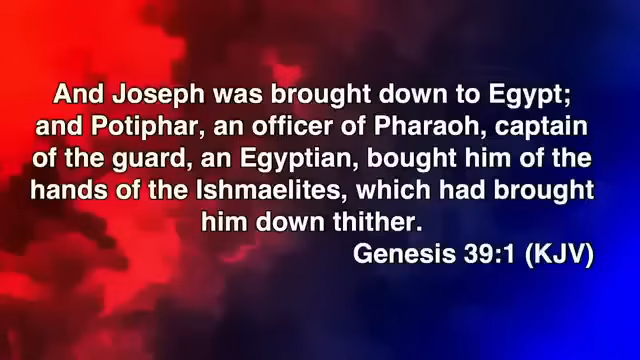 And Joseph was brought down to Egypt;
and Potiphar, an officer of Pharaoh, captain
of the guard, an Egyptian, bought him of the
hands of the Ishmaelites, which had brought
him down thither.
Genesis 39:1 (KJV)